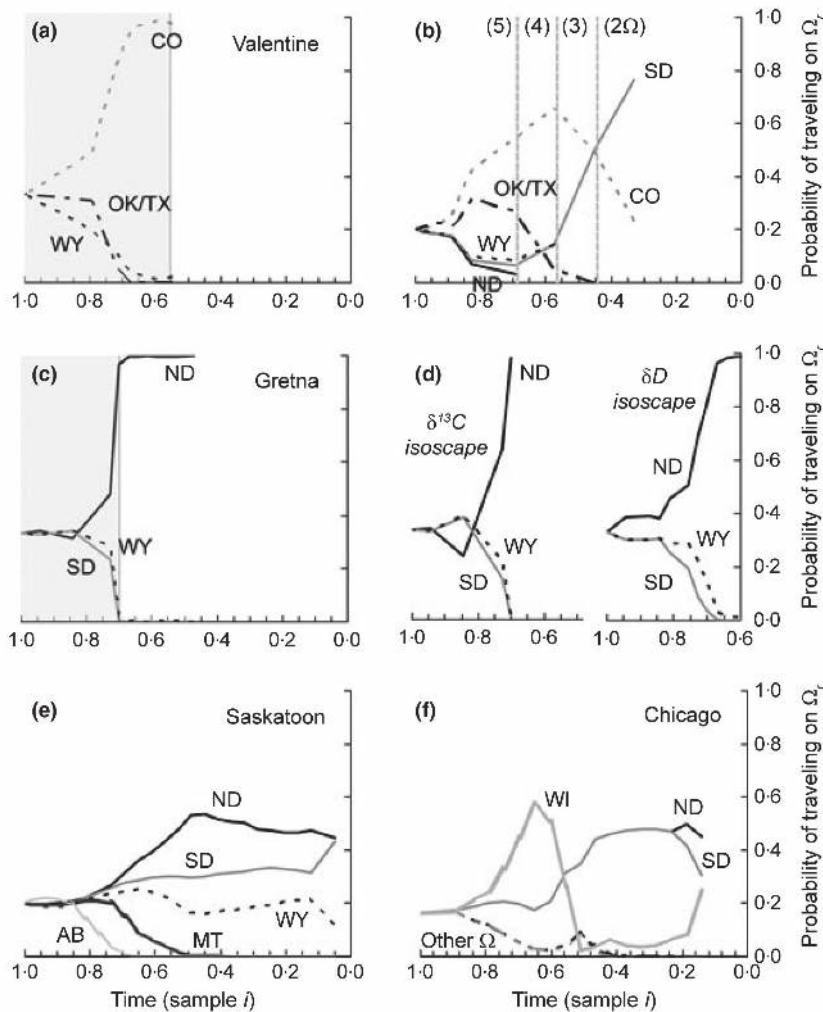 (a)
Valentine
CO
OK/TX
WY
1·0 0·8 0·6 0·4 0·2 0·0
(b)
(5) (4) (3) (2Ω)
SD
CO
OK/TX
WY
ND
1·0 0·8 0·6 0·4 0·2 0·0
1·0
0·8
0·6
0·4
0·2
0·0
Probability of traveling on Ωr
(c)
Gretna
ND
WY
SD
1·0 0·8 0·6 0·4 0·2 0·0
(d)
ND
δ13C
isoscape
WY
SD
1·0 0·8 0·6
δD
isoscape
ND
WY
SD
1·0 0·8 0·6
1·0
0·8
0·6
0·4
0·2
0·0
Probability of traveling on Ωr
(e)
Saskatoon
ND
SD
WY
AB
MT
1·0 0·8 0·6 0·4 0·2 0·0
Time (sample i)
(f)
Chicago
WI
ND
SD
Other Ω
1·0 0·8 0·6 0·4 0·2 0·0
Time (sample i)
1·0
0·8
0·6
0·4
0·2
0·0
Probability of traveling on Ωr